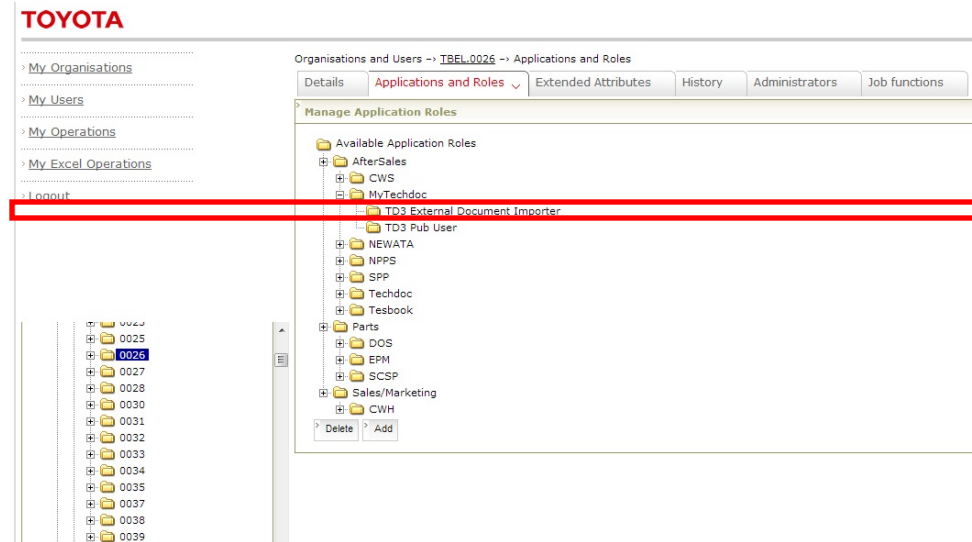 TOYOTA
My Organisations
My Users
My Operations
My Excel Operations
Logout
Organisations and Users -> TBEL.0026 -> Applications and Roles
Details
Applications and Roles
Extended Attributes
History
Administrators
Job functions
Manage Application Roles
Available Application Roles
AfterSales
CWS
MyTechdoc
TD3 External Document Importer
TD3 Pub User
NEWATA
NPPS
SPP
Techdoc
Tesbook
Parts
DOS
EPM
SCSP
Sales/Marketing
CWH
Delete
Add
0025
0026
0027
0028
0030
0031
0032
0033
0034
0035
0037
0038
0039